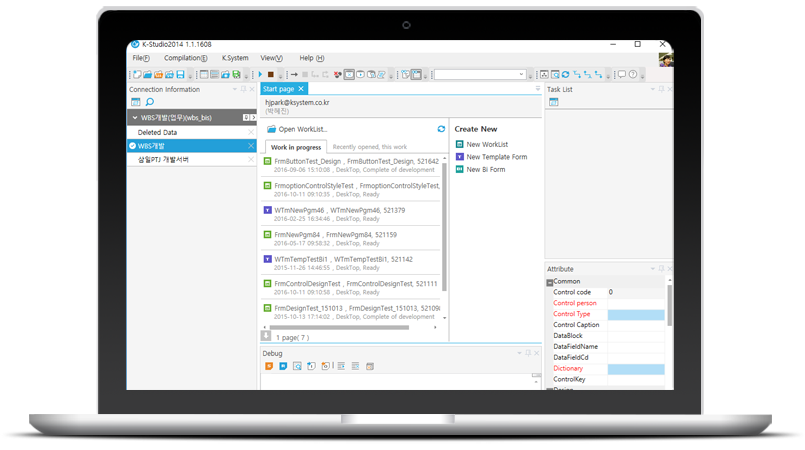 K-Studio2014 1.1.1608
File(F) Compilation(S) K.System View(V) Help (H)
Connection Information
WBS개발(업무)(wbs_bis)
Deleted Data
WBS개발
삼일PTJ 개발서버
Start page
hjpark@ksystem.co.kr
(박혜진)
Open WorkList...
Work in progress Recently opened, this work
FrmButtonTest_Design , FrmButtonTest_Design, 521642
2016-09-06 15:10:08 , DeskTop, Complete of development
FrmoptionControlStyleTest , FrmoptionControlStyleTest,
2016-10-11 09:10:35 , DeskTop, Ready
WTmNewPgm46 , WTmNewPgm46, 521379
2016-02-25 16:34:46 , DeskTop, Ready
FrmNewPgm84 , FrmNewPgm84, 521159
2016-05-17 09:58:32 , DeskTop, Ready
WTmTempTestBi1 , WTmTempTestBi1, 521142
2015-11-26 14:46:55 , DeskTop, Ready
FrmControlDesignTest , FrmControlDesignTest, 521111
2016-10-11 09:10:58 , DeskTop, Ready
FrmDesignTest_151013 , FrmDesignTest_151013, 521090
2015-10-13 17:14:02 , DeskTop, Complete of development
1 page( 7 )
Create New
New WorkList
New Template Form
New Bi Form
Debug
Task List
Attribute
Common
Control code 0
Control person
Control Type
Control Caption
DataBlock
DataFieldName
DataFieldCd
Dictionary
ControlKey
Design